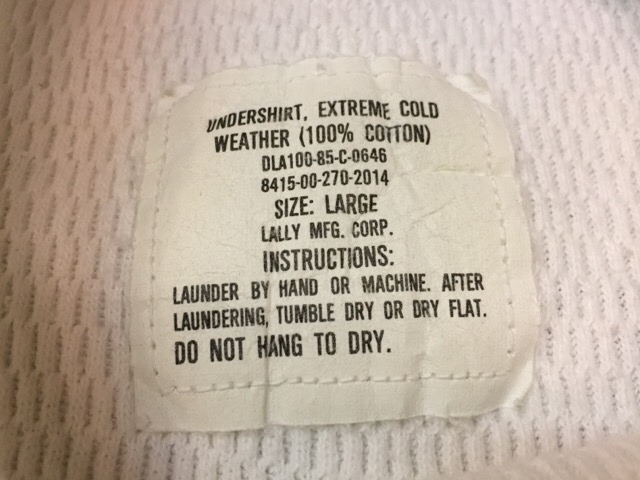 UNDERSHIRT, EXTREME COLD
WEATHER (100% COTTON)
DLA100-85-C-0646
8415-00-270-2014
SIZE: LARGE
LALLY MFG. CORP.
INSTRUCTIONS:
LAUNDER BY HAND OR MACHINE. AFTER
LAUNDERING, TUMBLE DRY OR DRY FLAT.
DO NOT HANG TO DRY.